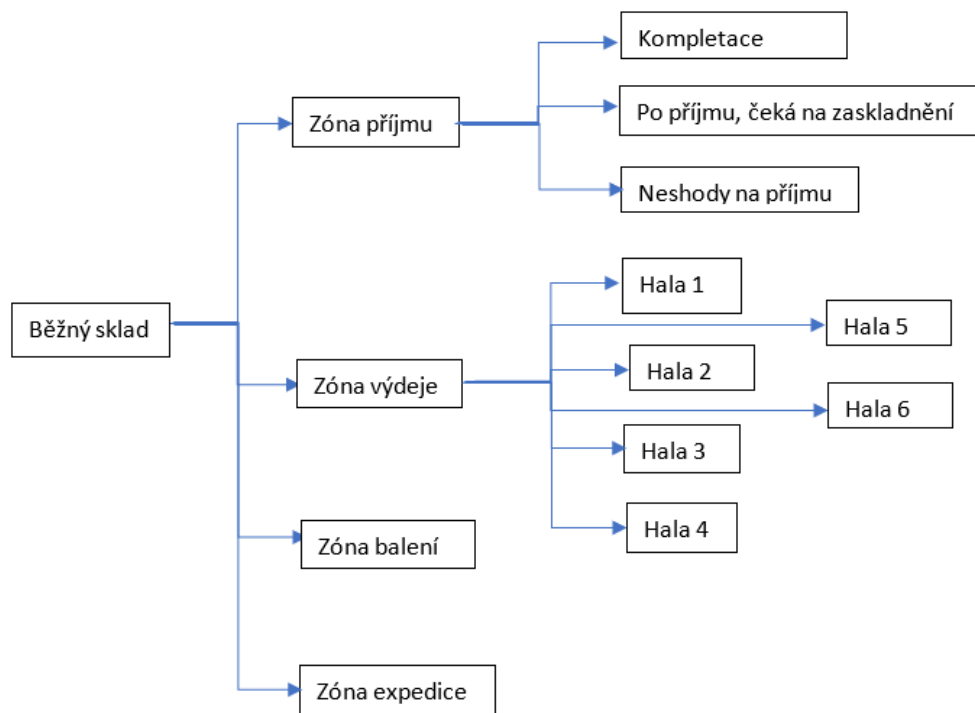 Kompletace
Zóna příjmu
Po příjmu, čeká na zaskladnění
Neshody na příjmu
Běžný sklad
Hala 1
Hala 5
Zóna výdeje
Hala 2
Hala 6
Hala 3
Hala 4
Zóna balení
Zóna expedice